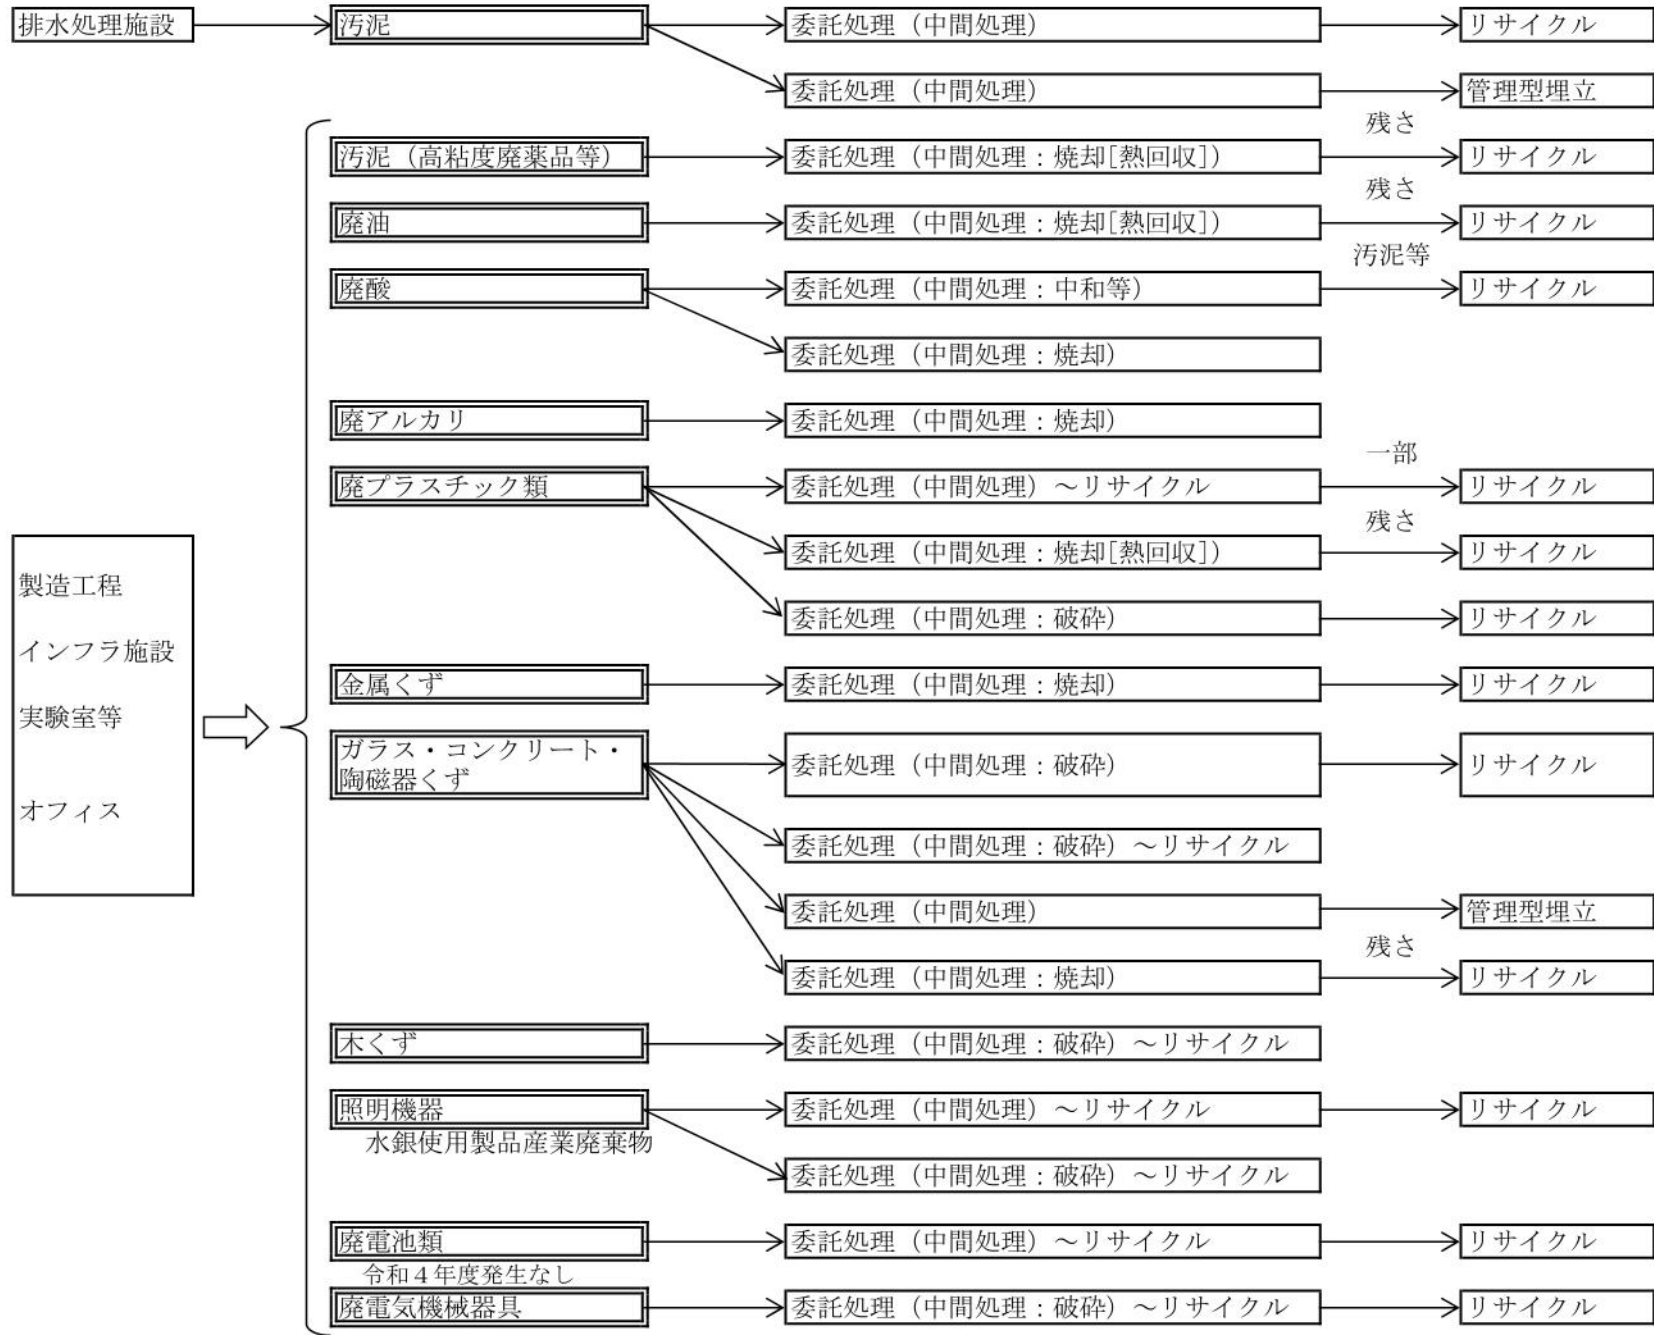 排水処理施設
汚泥
委託処理（中間処理）
リサイクル
委託処理（中間処理）
管理型埋立
残さ
汚泥（高粘度廃薬品等）
委託処理（中間処理：焼却[熱回収]）
リサイクル
残さ
廃油
委託処理（中間処理：焼却[熱回収]）
リサイクル
汚泥等
廃酸
委託処理（中間処理：中和等）
リサイクル
委託処理（中間処理：焼却）
廃アルカリ
委託処理（中間処理：焼却）
一部
廃プラスチック類
委託処理（中間処理）～リサイクル
リサイクル
残さ
委託処理（中間処理：焼却[熱回収]）
リサイクル
製造工程
インフラ施設
実験室等
オフィス
委託処理（中間処理：破砕）
リサイクル
金属くず
委託処理（中間処理：焼却）
リサイクル
ガラス・コンクリート・
陶磁器くず
委託処理（中間処理：破砕）
リサイクル
委託処理（中間処理：破砕）～リサイクル
委託処理（中間処理）
管理型埋立
残さ
委託処理（中間処理：焼却）
リサイクル
木くず
委託処理（中間処理：破砕）～リサイクル
照明機器
水銀使用製品産業廃棄物
委託処理（中間処理）～リサイクル
リサイクル
委託処理（中間処理：破砕）～リサイクル
廃電池類
委託処理（中間処理）～リサイクル
リサイクル
令和４年度発生なし
廃電気機械器具
委託処理（中間処理：破砕）～リサイクル
リサイクル